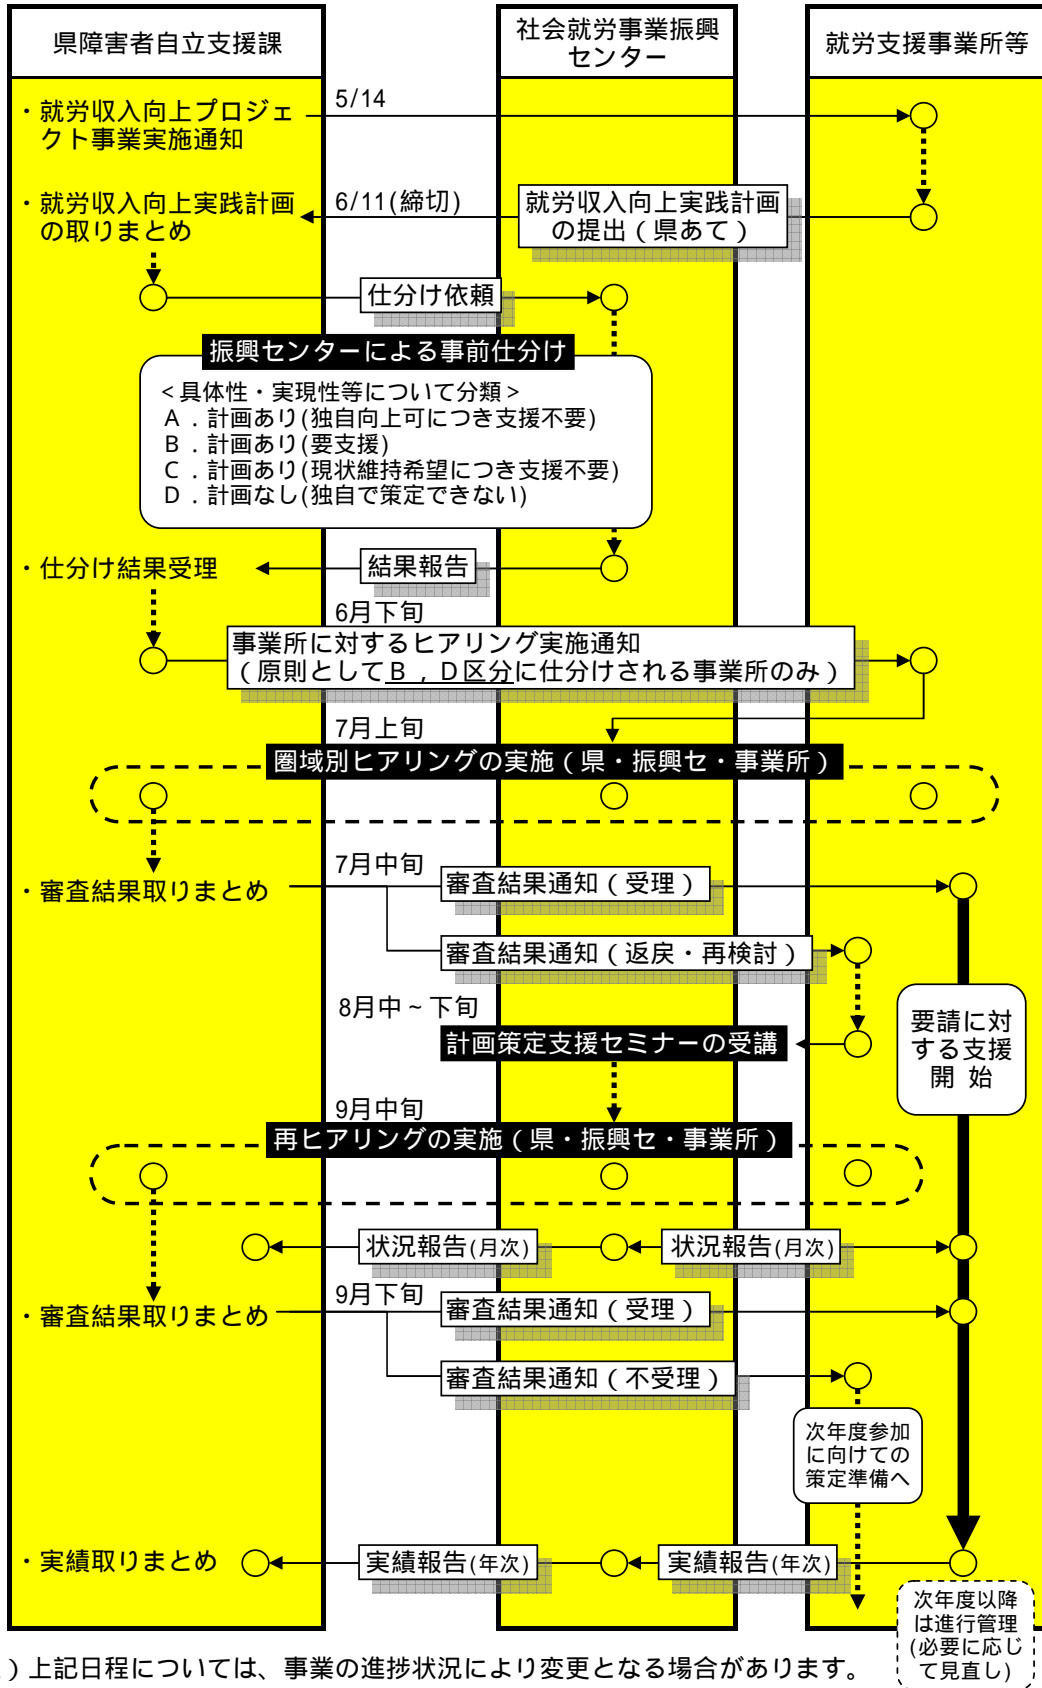 県障害者自立支援課
社会就労事業振興
センター
就労支援事業所等
・就労収入向上プロジェ
クト事業実施通知
5/14
・就労収入向上実践計画
の取りまとめ
6/11(締切)
就労収入向上実践計画
の提出（県あて）
仕分け依頼
振興センターによる事前仕分け
＜具体性・実現性等について分類＞
Ａ．計画あり(独自向上可につき支援不要)
Ｂ．計画あり(要支援)
Ｃ．計画あり(現状維持希望につき支援不要)
Ｄ．計画なし(独自で策定できない)
・仕分け結果受理
結果報告
6月下旬
事業所に対するヒアリング実施通知
（原則としてＢ，Ｄ区分に仕分けされる事業所のみ）
7月上旬
圏域別ヒアリングの実施（県・振興セ・事業所）
7月中旬
・審査結果取りまとめ
審査結果通知（受理）
審査結果通知（返戻・再検討）
8月中～下旬
計画策定支援セミナーの受講
要請に対
する支援
開 始
9月中旬
再ヒアリングの実施（県・振興セ・事業所）
状況報告(月次)
状況報告(月次)
9月下旬
・審査結果取りまとめ
審査結果通知（受理）
審査結果通知（不受理）
次年度参加
に向けての
策定準備へ
・実績取りまとめ
実績報告(年次)
実績報告(年次)
次年度以降
は進行管理
(必要に応じ
て見直し)
）上記日程については、事業の進捗状況により変更となる場合があります。